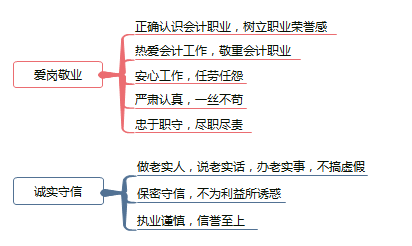 正确认识会计职业，树立职业荣誉感
热爱会计工作，敬重会计职业
爱岗敬业
安心工作，任劳任怨
严肃认真，一丝不苟
忠于职守，尽职尽责
做老实人，说老实话，办老实事，不搞虚假
诚实守信
保密守信，不为利益所诱惑
执业谨慎，信誉至上